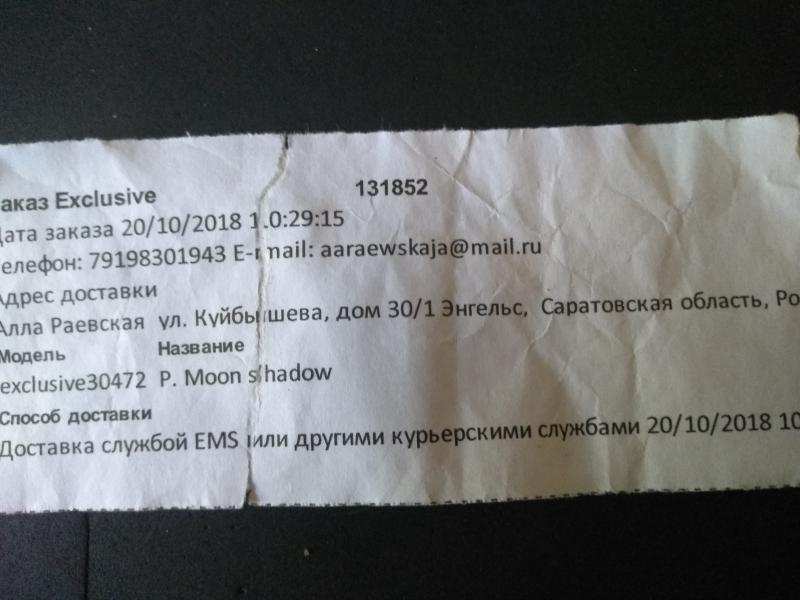 аказ Exclusive 131852
Дата заказа 20/10/2018 10:29:15
елефон: 79198301943 E-mail: aaraewskaja@mail.ru
Адрес доставки
Алла Раевская ул. Куйбышева, дом 30/1 Энгельс, Саратовская область, Ро
Модель Название
exclusive30472 P. Moon shadow
Способ доставки
Доставка службой EMS или другими курьерскими службами 20/10/2018 10